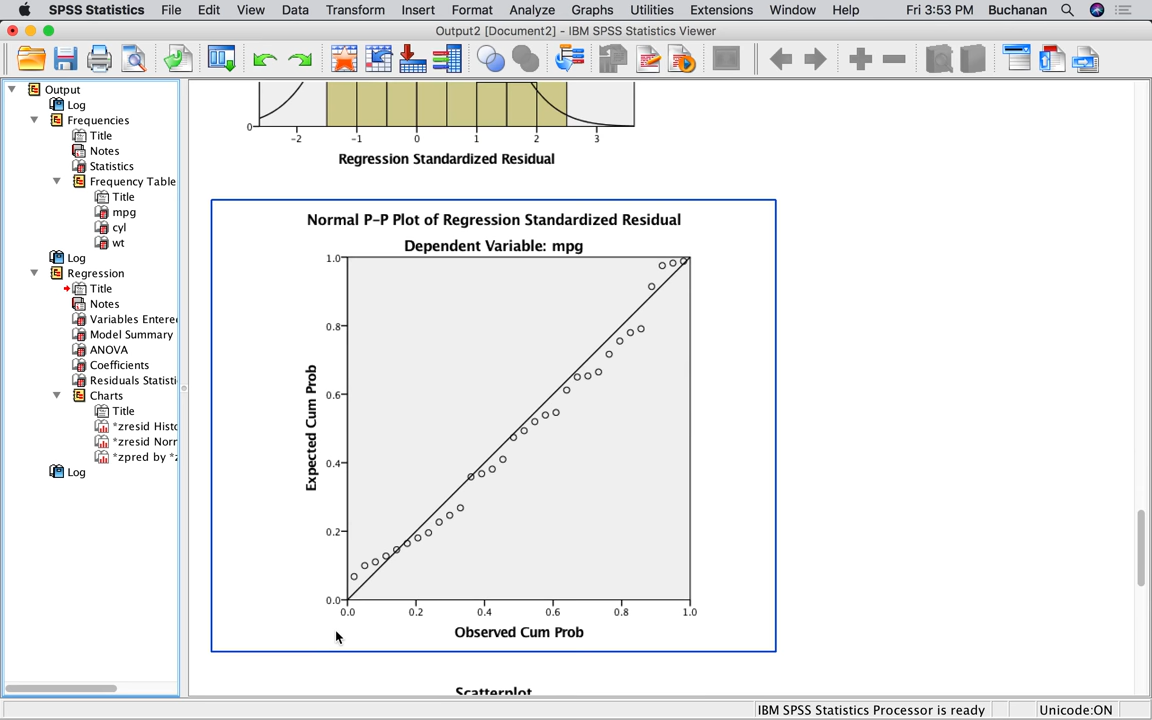 SPSS Statistics File Edit View Data Transform Insert Format Analyze Graphs Utilities Extensions Window Help Fri 3:53 PM Buchanan
Output2 [Document2] - IBM SPSS Statistics Viewer
Output
Log
Frequencies
Title
Notes
Statistics
Frequency Table
Title
mpg
cyl
wt
Log
Regression
Title
Notes
Variables Entere
Model Summary
ANOVA
Coefficients
Residuals Statisti
Charts
Title
*zresid Histo
*zresid Norr
*zpred by *z
Log
0
-2 -1 0 1 2 3
Regression Standardized Residual
Normal P-P Plot of Regression Standardized Residual
Dependent Variable: mpg
1.0
0.8
0.6
0.4
0.2
0.0
Expected Cum Prob
0.0 0.2 0.4 0.6 0.8 1.0
Observed Cum Prob
Scatterplot
IBM SPSS Statistics Processor is ready Unicode:ON